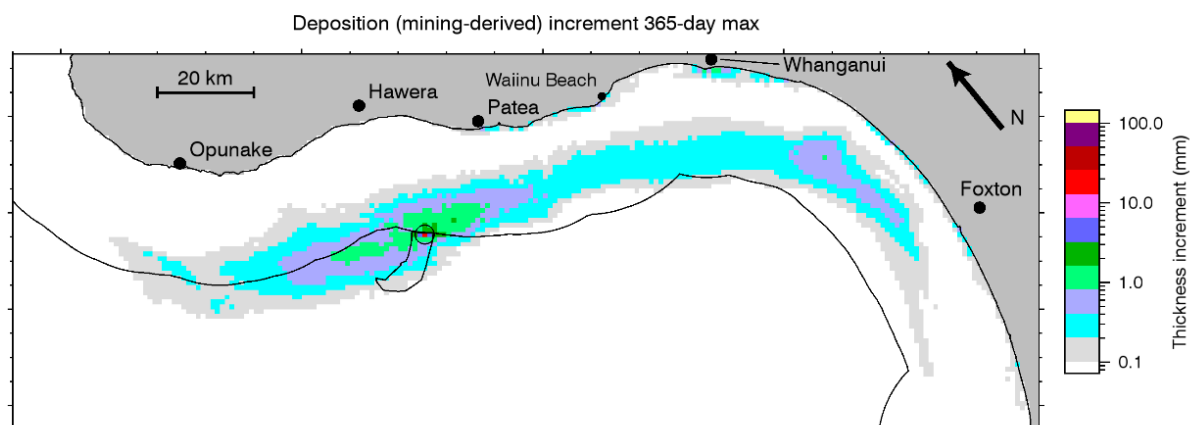 Deposition (mining-derived) increment 365-day max
20 km
Hawera
Waiinu Beach
Patea
Whanganui
Opunake
N
Foxton
100.0
10.0
1.0
0.1
Thickness increment (mm)